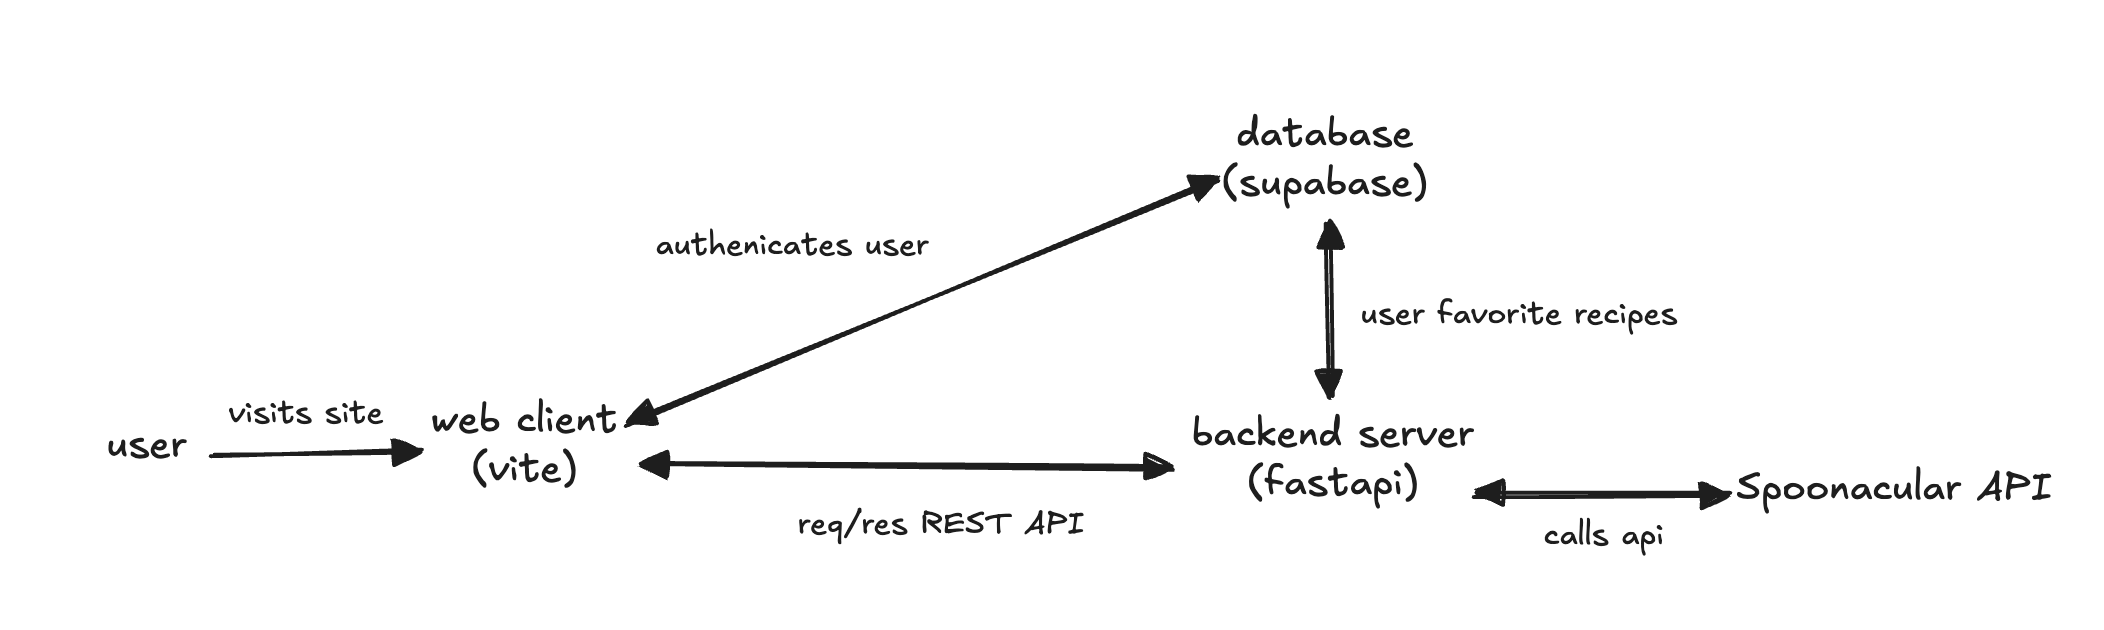 database
(supabase)
authenicates user
user favorite recipes
visits site
user
web client
(vite)
backend server
(fastapi)
Spoonacular API
req/res REST API
calls api